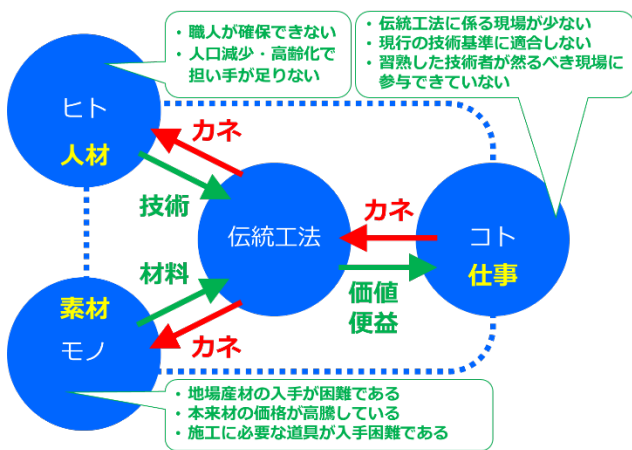 ・職人が確保できない
・人口減少・高齢化で
担い手が足りない
・伝統工法に係る現場が少ない
・現行の技術基準に適合しない
・習熟した技術者が然るべき現場に
参与できていない
ヒト
人材
カネ
技術
伝統工法
カネ
コト
仕事
価値
便益
材料
素材
モノ
カネ
・地場産材の入手が困難である
・本来材の価格が高騰している
・施工に必要な道具が入手困難である